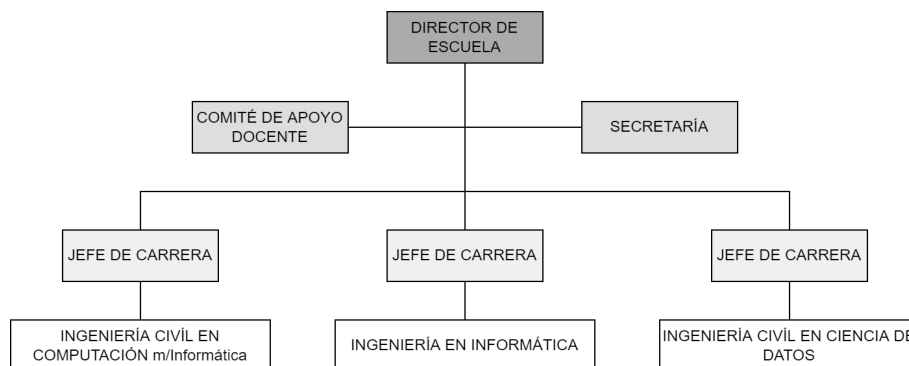 DIRECTOR DE
ESCUELA
COMITÉ DE APOYO
DOCENTE
SECRETARÍA
JEFE DE CARRERA
JEFE DE CARRERA
JEFE DE CARRERA
INGENIERÍA CIVÍL EN
COMPUTACIÓN m/Informática
INGENIERÍA EN INFORMÁTICA
INGENIERÍA CIVÍL EN CIENCIA DE
DATOS